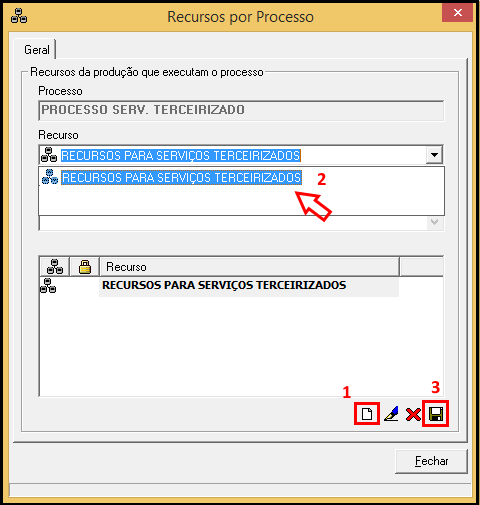 Recursos por Processo
Geral
Recursos da produção que executam o processo
Processo
PROCESSO SERV. TERCEIRIZADO
Recurso
RECURSOS PARA SERVIÇOS TERCEIRIZADOS
RECURSOS PARA SERVIÇOS TERCEIRIZADOS
2
Recurso
RECURSOS PARA SERVIÇOS TERCEIRIZADOS
1
3
Fechar